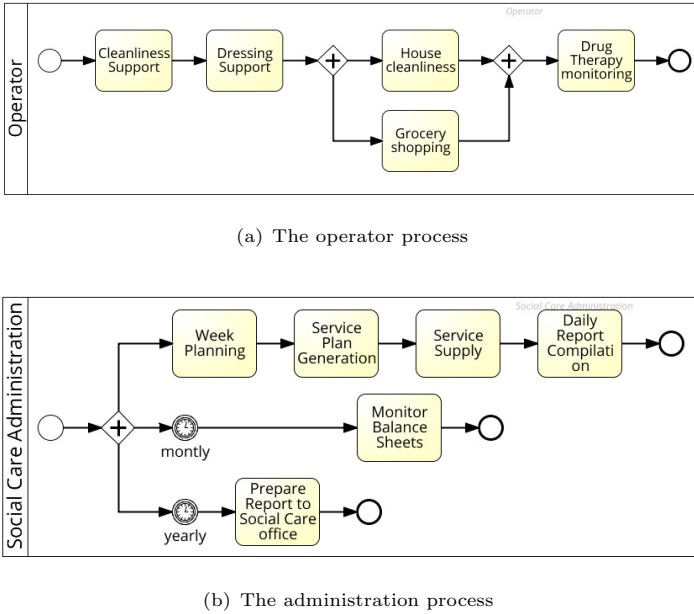 Operator
Operator
Cleanliness
Support
Dressing
Support
House
cleanliness
Grocery
shopping
Drug
Therapy
monitoring
(a) The operator process
Social Care Administration
Social Care Administration
Week
Planning
Service
Plan
Generation
Service
Supply
Daily
Report
Compilati
on
montly
Monitor
Balance
Sheets
yearly
Prepare
Report to
Social Care
office
(b) The administration process